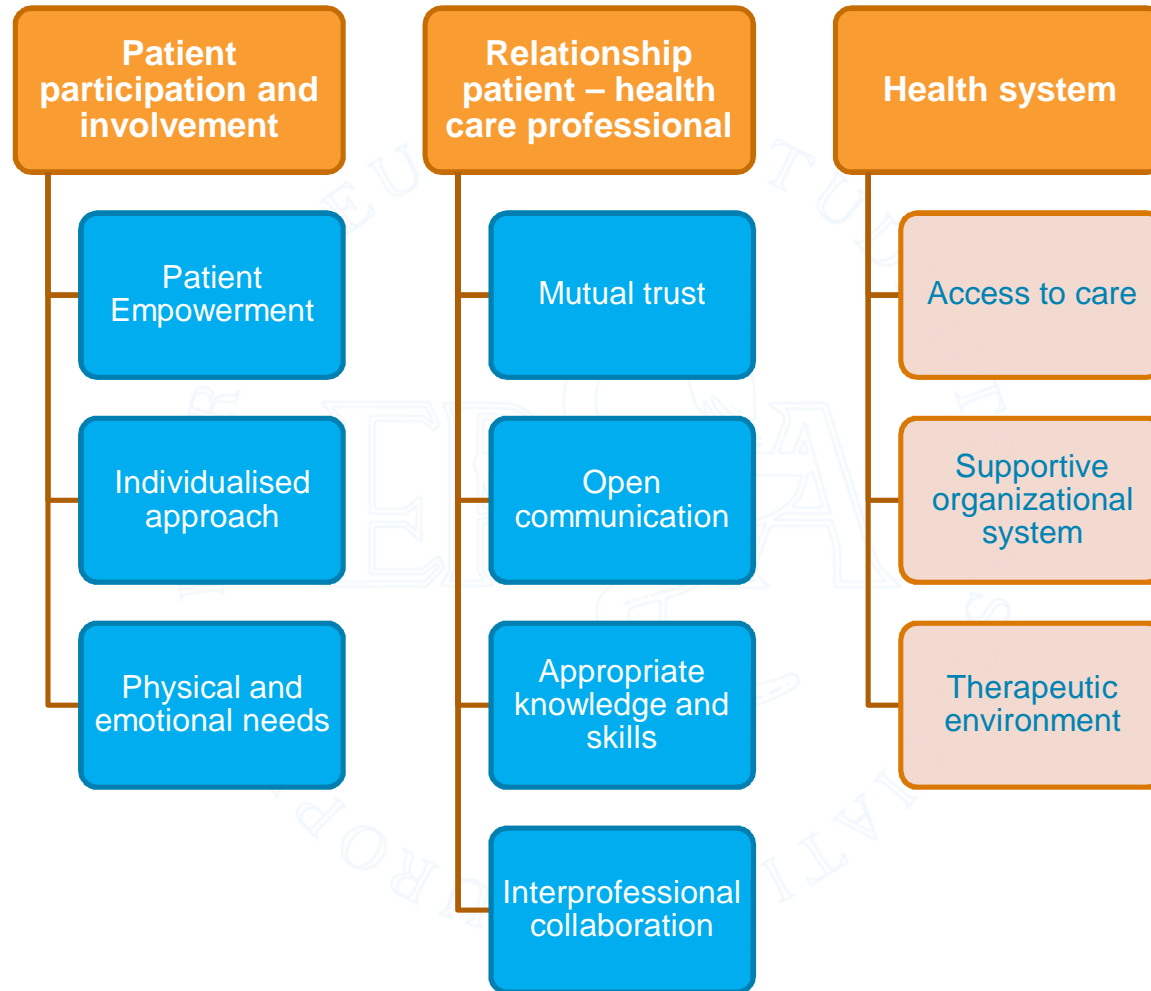 Patient
participation and
involvement
Patient
Empowerment
Individualised
approach
Physical and
emotional needs
Relationship
patient – health
care professional
Mutual trust
Open
communication
Appropriate
knowledge and
skills
Interprofessional
collaboration
Health system
Access to care
Supportive
organizational
system
Therapeutic
environment